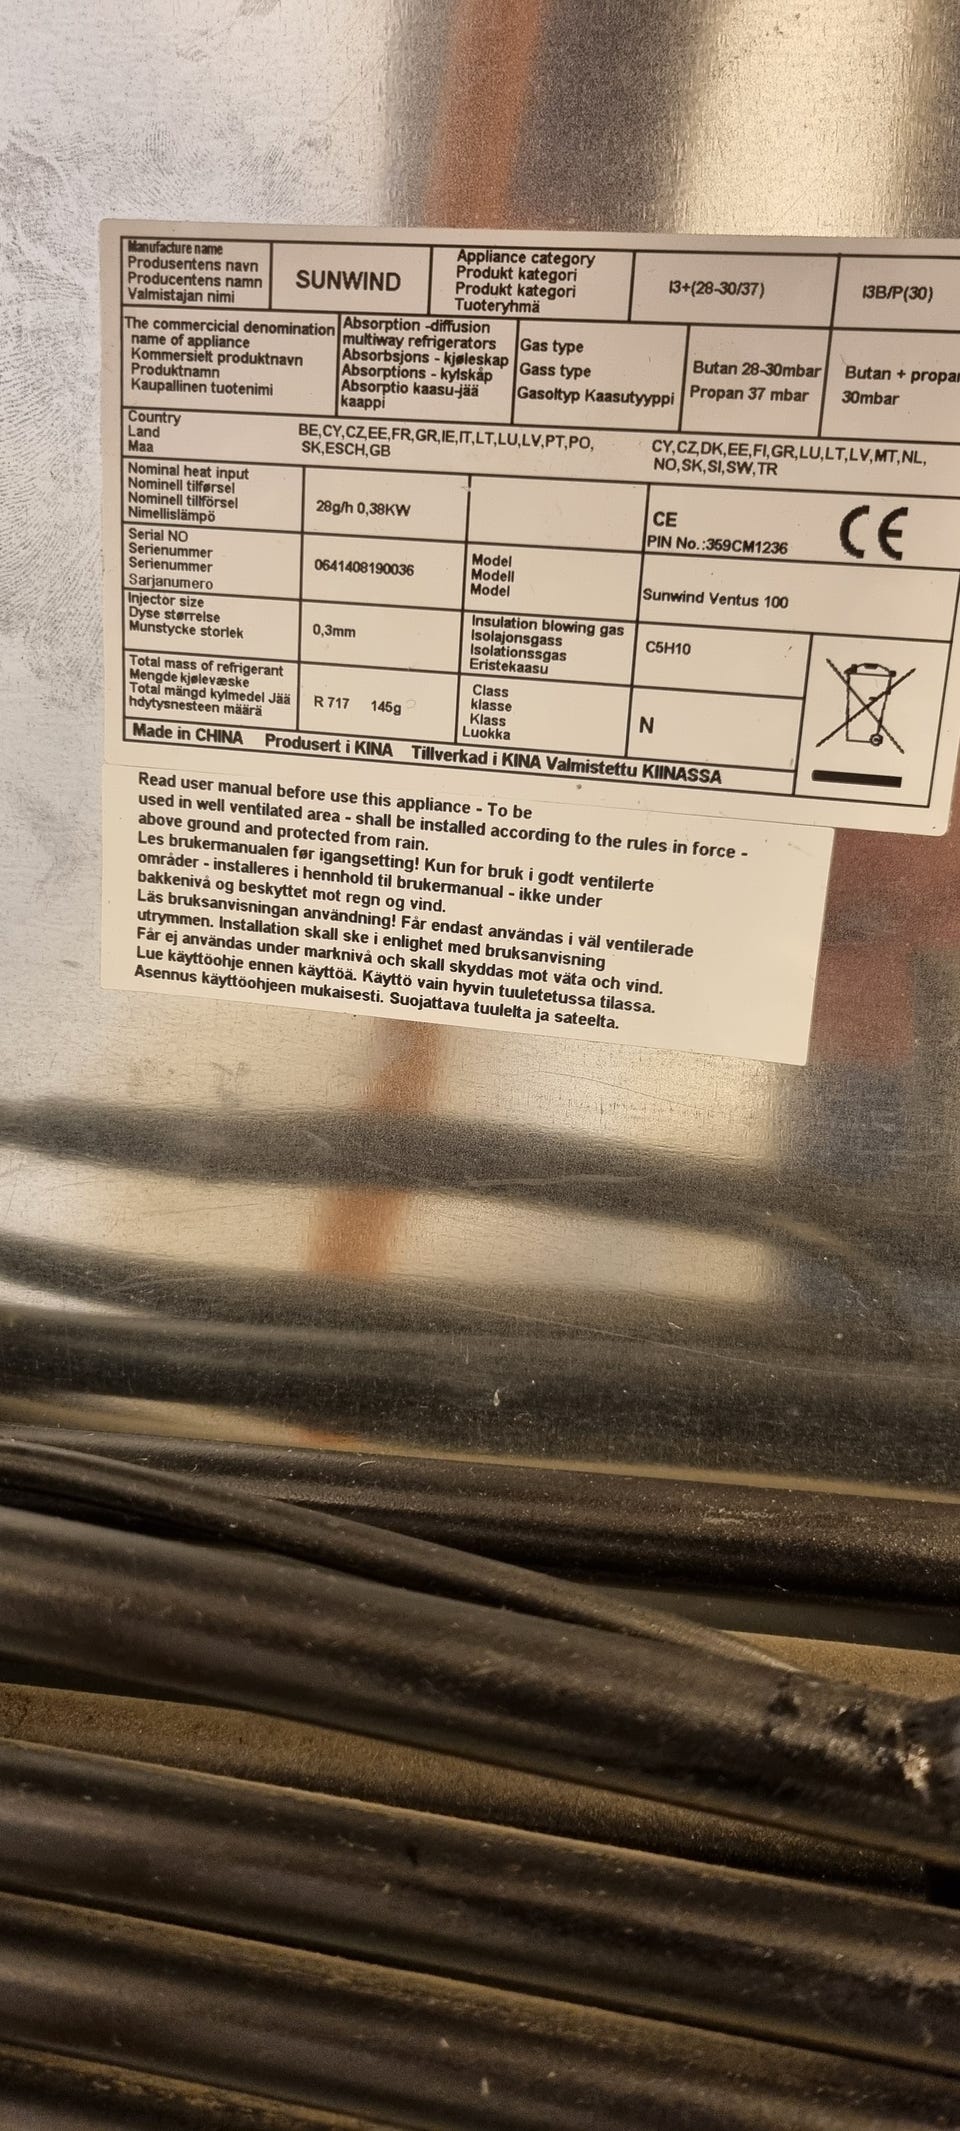 Manufacture name
Produsentens navn
Producentens namn
Valmistajan nimi
SUNWIND
Appliance category
Produkt kategori
Produkt kategori
Tuoteryhmä
I3+(28-30/37)
I3B/P(30)
The commercicial denomination
name of appliance
Kommersielt produktnavn
Produktnamn
Kaupallinen tuotenimi
Absorption -diffusion
multiway refrigerators
Absorbsjons - kjøleskap
Absorptions - kylskåp
Absorptio kaasu-jää
kaappi
Gas type
Gass type
Gasoltyp Kaasutyyppi
Butan 28-30mbar
Propan 37 mbar
Butan + propan
30mbar
Country
Land
Maa
BE,CY,CZ,EE,FR,GR,IE,IT,LT,LU,LV,PT,PO,
SK,ESCH,GB
CY,CZ,DK,EE,FI,GR,LU,LT,LV,MT,NL,
NO,SK,SI,SW,TR
Nominal heat input
Nominell tilførsel
Nominell tillförsel
Nimellislämpö
28g/h 0,38KW
CE
PIN No.:359CM1236
CE
Serial NO
Serienummer
Serienummer
Sarjanumero
0641408190036
Model
Modell
Model
Sunwind Ventus 100
Injector size
Dyse størrelse
Munstycke storlek
0,3mm
Insulation blowing gas
Isolajonsgass
Isolationssgas
Eristekaasu
C5H10
Total mass of refrigerant
Mengde kjølevæske
Total mängd kylmedel Jää
hdytysnesteen määrä
R 717 145g
Class
klasse
Klass
Luokka
N
Made in CHINA Produsert i KINA Tillverkad i KINA Valmistettu KIINASSA
Read user manual before use this appliance - To be
used in well ventilated area - shall be installed according to the rules in force -
above ground and protected from rain.
Les brukermanualen før igangsetting! Kun for bruk i godt ventilerte
områder - installeres i hennhold til brukermanual - ikke under
bakkenivå og beskyttet mot regn og vind.
Läs bruksanvisningan användning! Får endast användas i väl ventilerade
utrymmen. Installation skall ske i enlighet med bruksanvisning
Får ej användas under marknivå och skall skyddas mot väta och vind.
Lue käyttöohje ennen käyttöä. Käyttö vain hyvin tuuletetussa tilassa.
Asennus käyttöohjeen mukaisesti. Suojattava tuulelta ja sateelta.